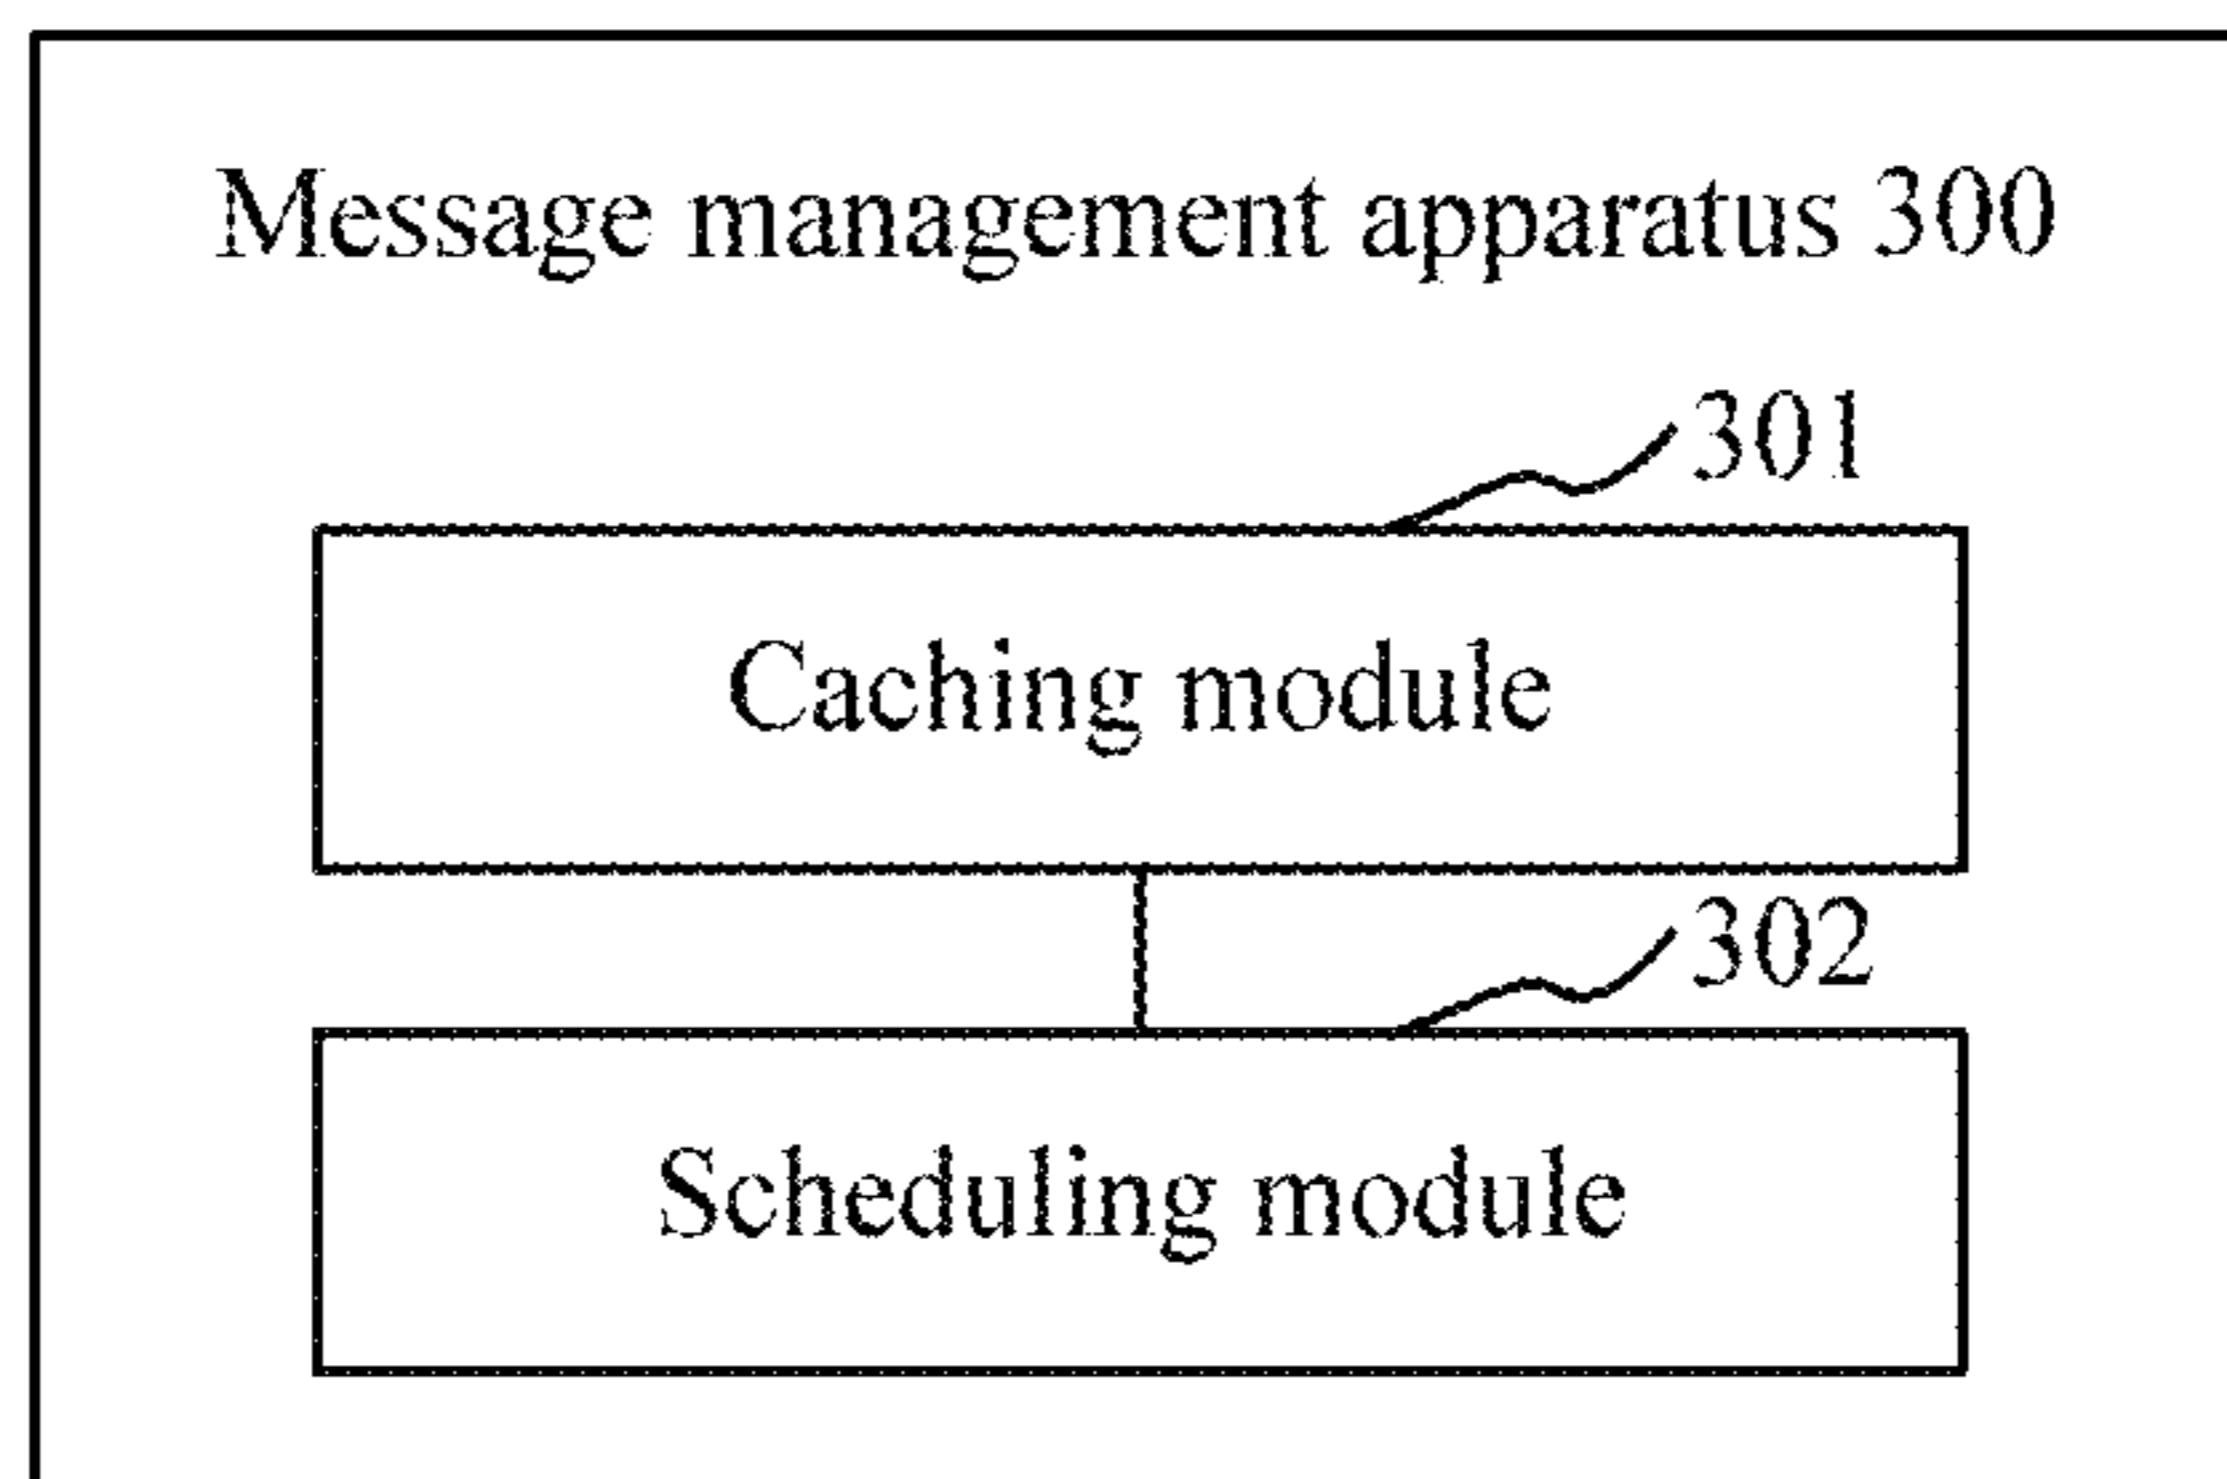 Message management apparatus 300
301
Caching module
302
Scheduling module